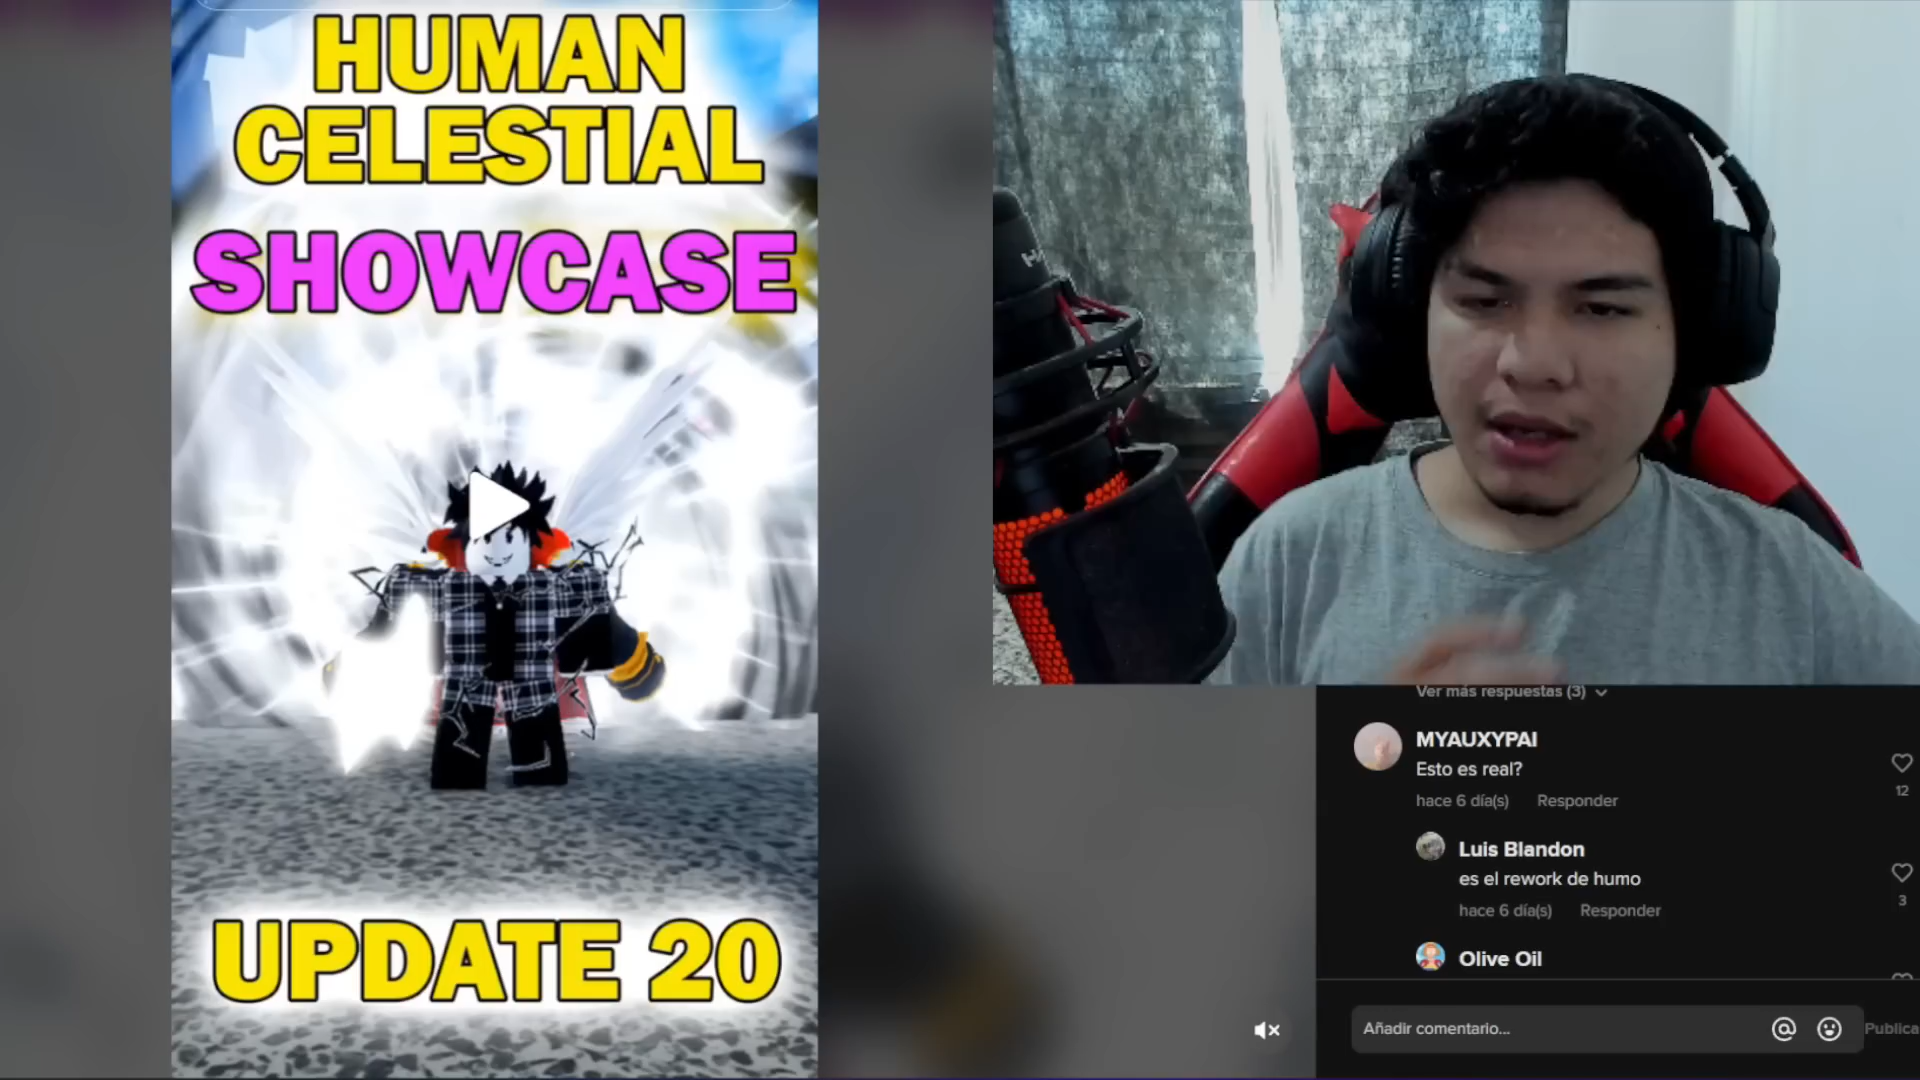 HUMAN
CELESTIAL
SHOWCASE
UPDATE 20
Ver más respuestas (3)
MYAUXYPAI
Esto es real?
hace 6 día(s) Responder
12
Luis Blandon
es el rework de humo
hace 6 día(s) Responder
3
Olive Oil
Añadir comentario...
Publica